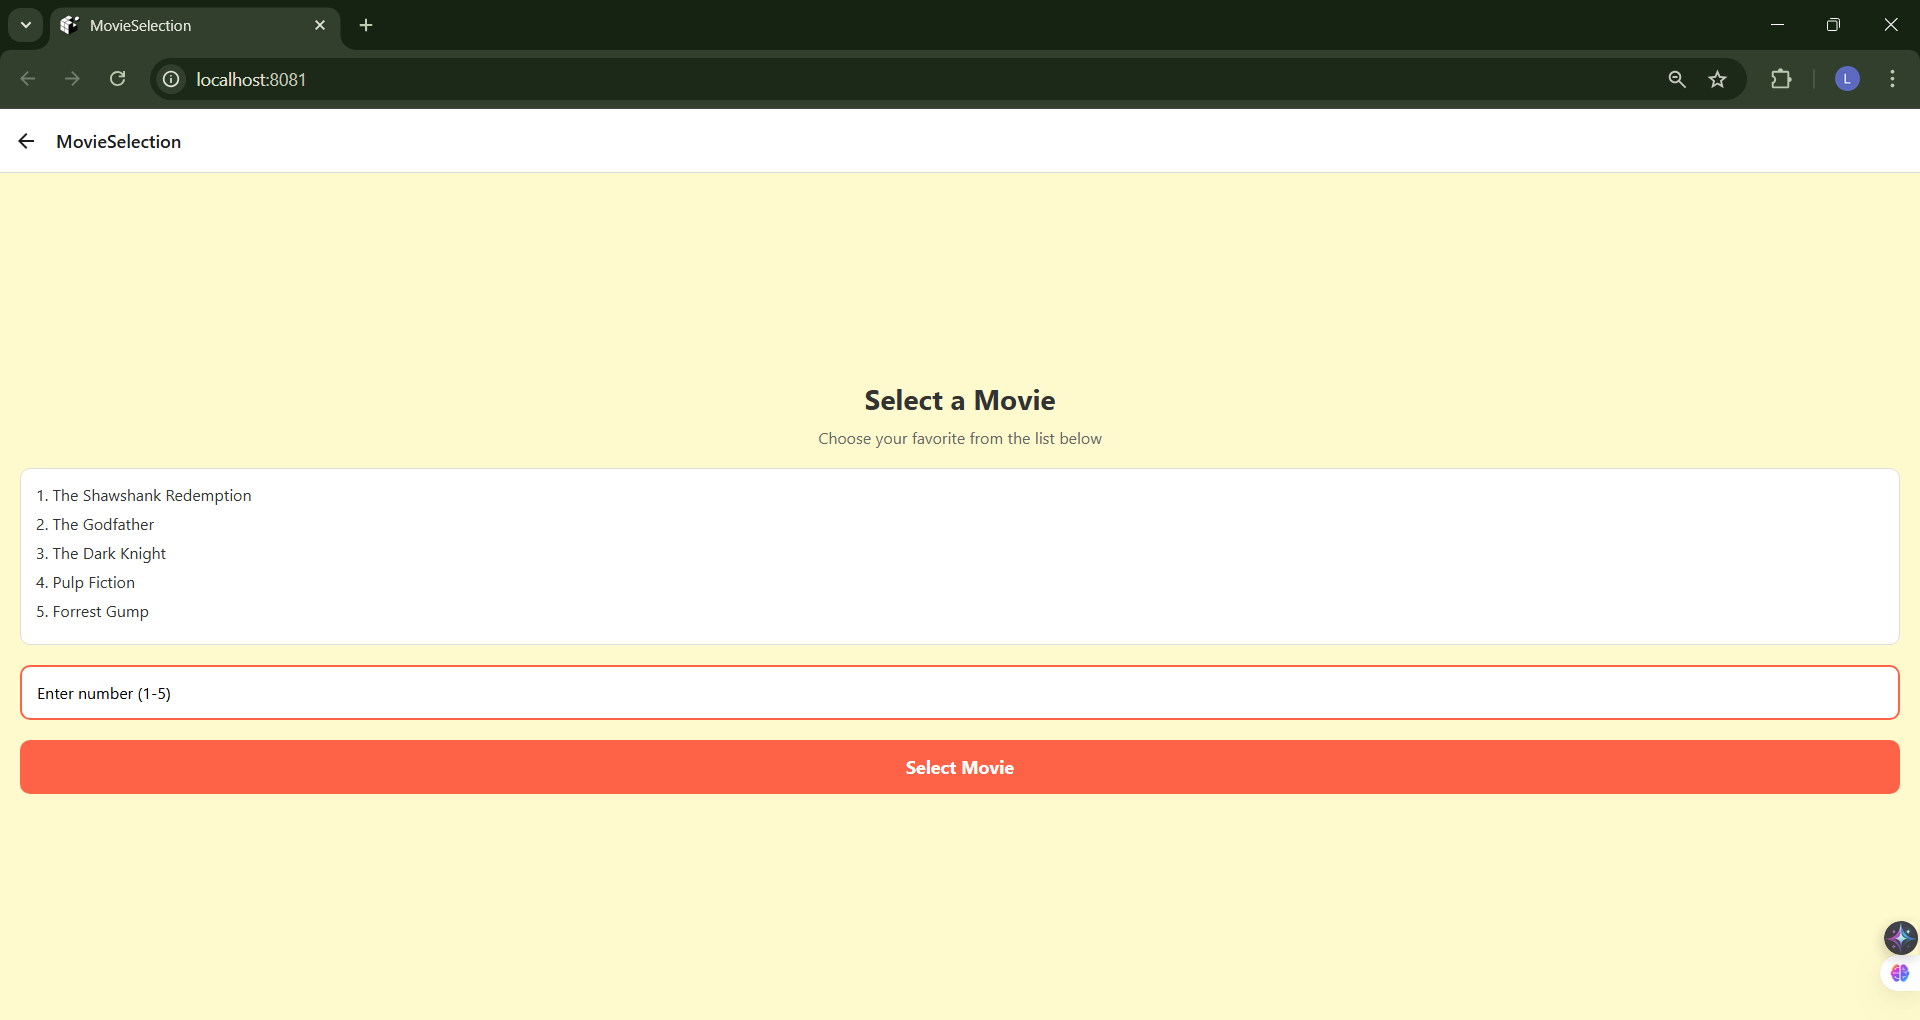 MovieSelection
localhost:8081
L
MovieSelection
Select a Movie
Choose your favorite from the list below
1. The Shawshank Redemption
2. The Godfather
3. The Dark Knight
4. Pulp Fiction
5. Forrest Gump
Enter number (1-5)
Select Movie